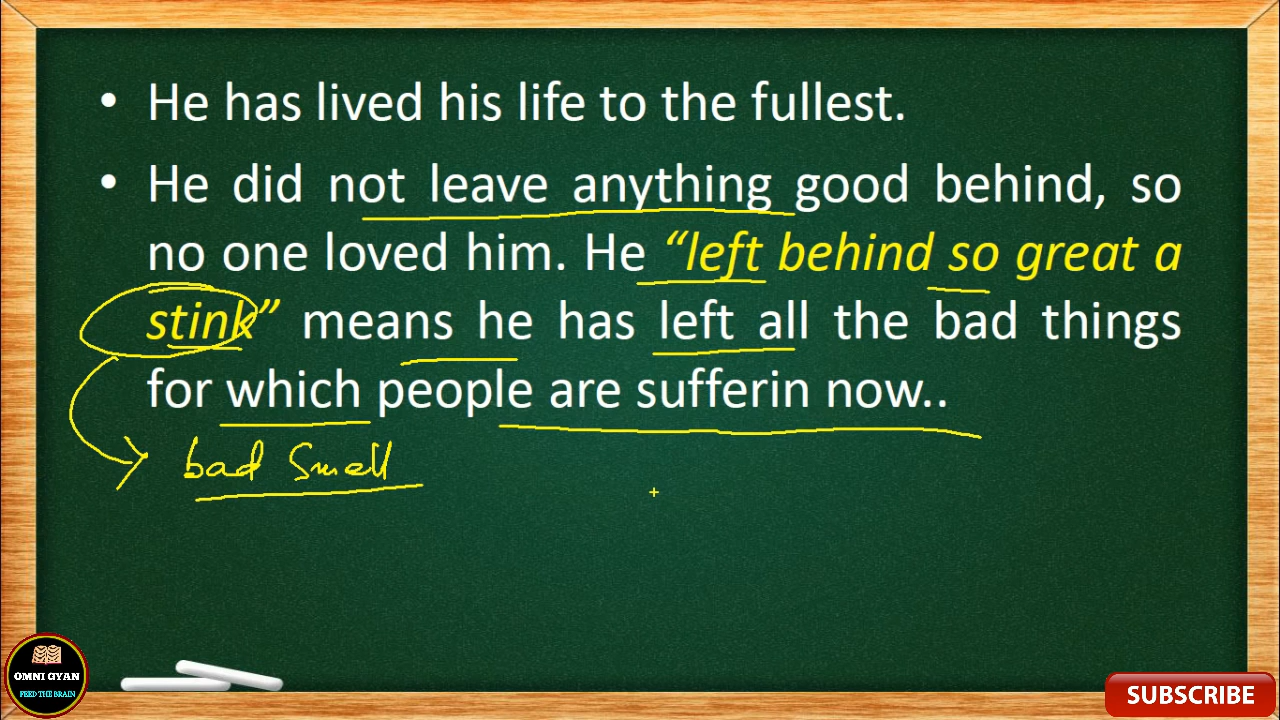 • He has lived his life to the fullest.
• He did not leave anything good behind, so
no one loved him. He “left behind so great a
stink” means he has left all the bad things
for which people are sufferin now..
bad smell
OMNI GYAN
FEED THE BRAIN
SUBSCRIBE